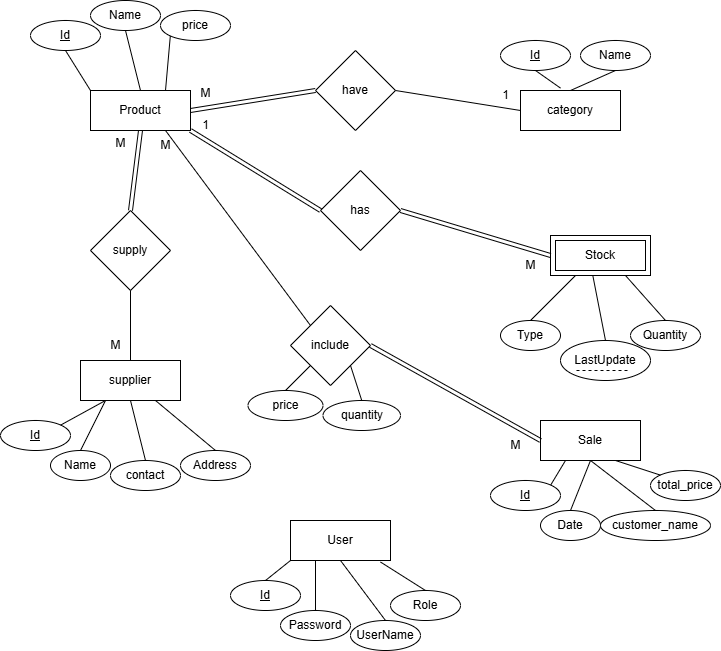 Id
Name
price
Id
Name
Product
M
have
1
category
1
M
M
has
supply
M
Stock
Type
LastUpdate
Quantity
M
include
supplier
price
quantity
M
Sale
Id
Name
contact
Address
Id
Date
customer_name
total_price
User
Id
Password
UserName
Role